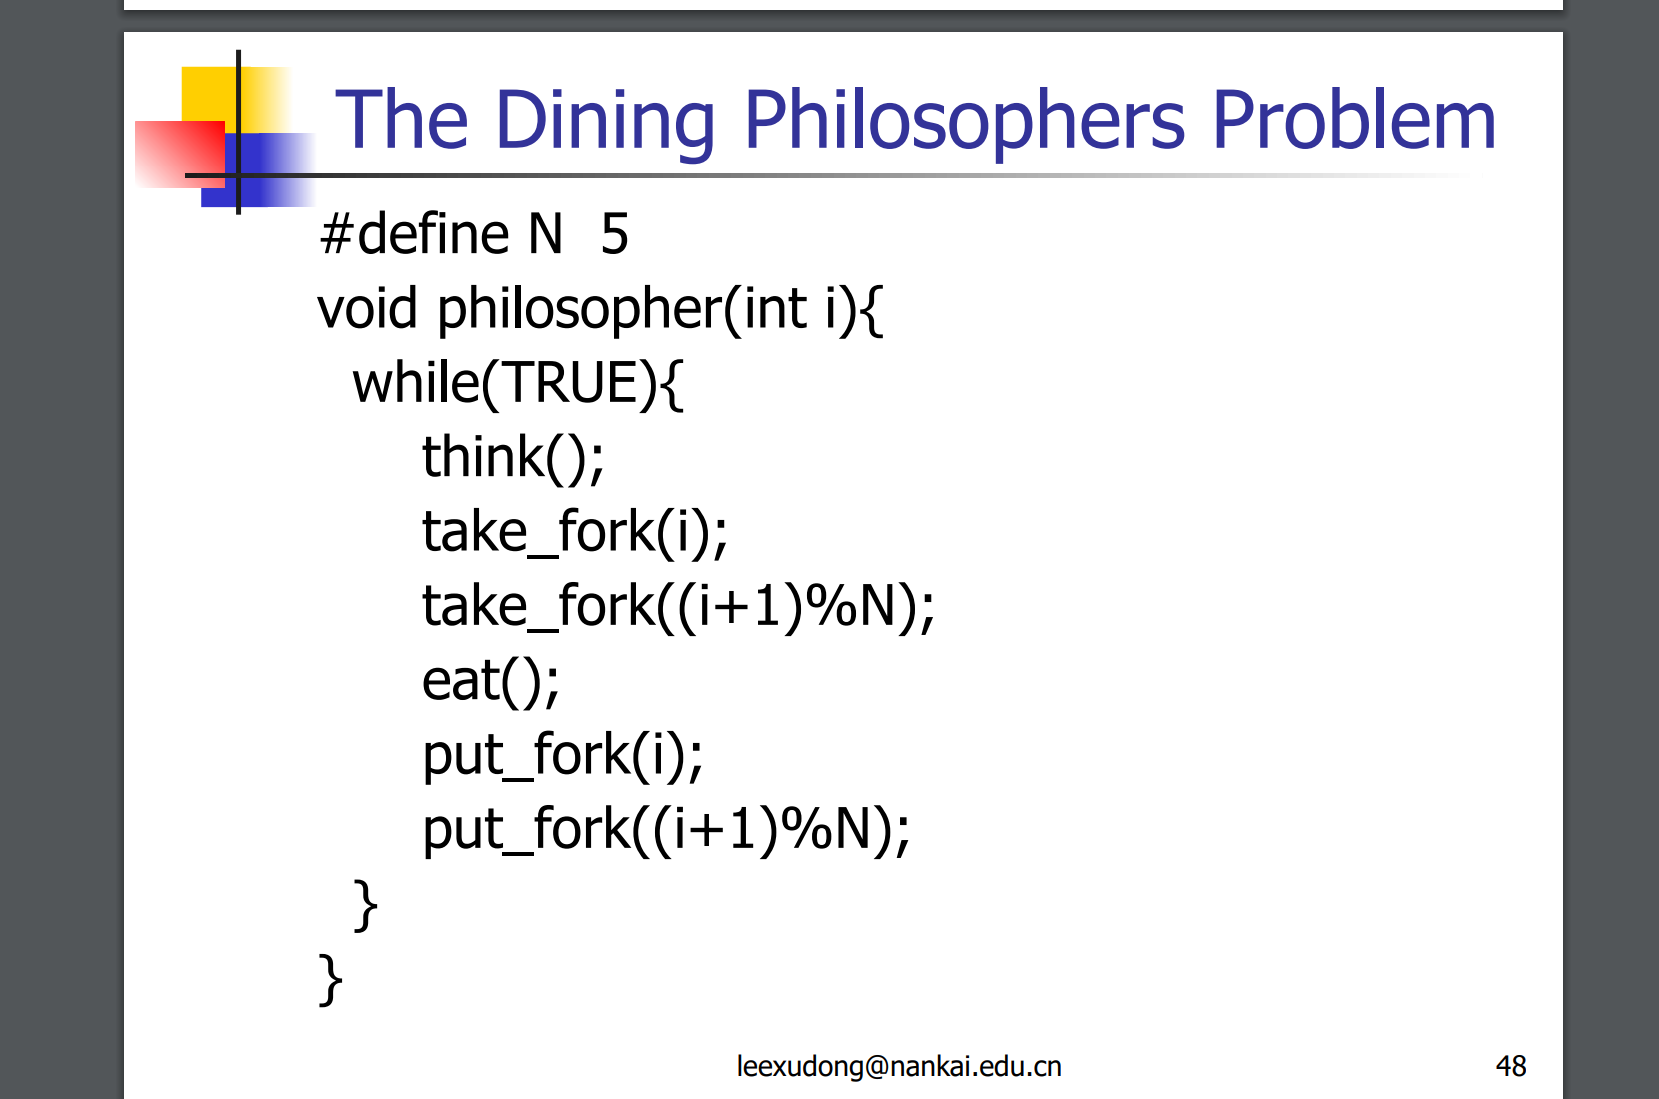 The Dining Philosophers Problem
#define N  5
void philosopher(int i){
while(TRUE){
think();
take_fork(i);
take_fork((i+1)%N);
eat();
put_fork(i);
put_fork((i+1)%N);
}
}
leexudong@nankai.edu.cn
48